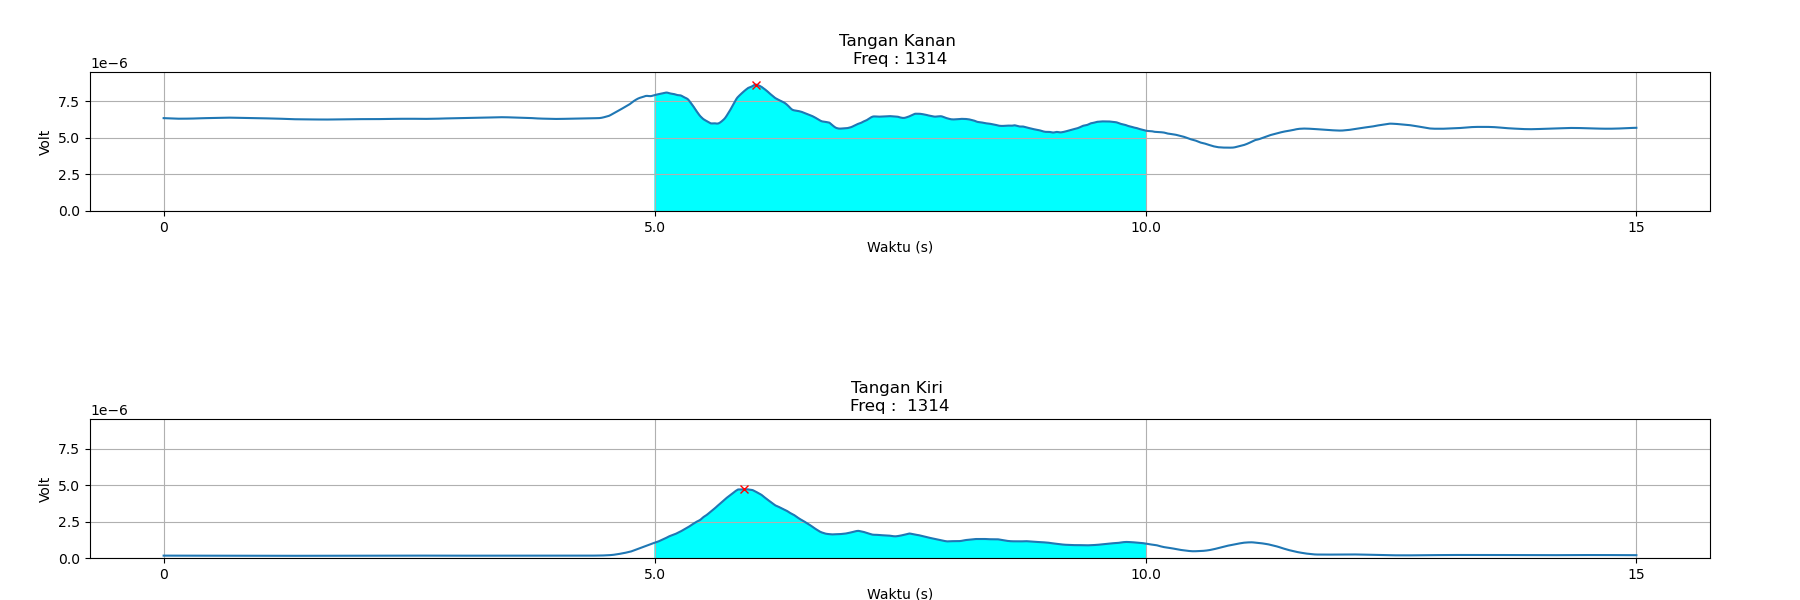 Tangan Kanan
Freq : 1314
1e−6
7.5
5.0
2.5
0.0
Volt
0 5.0 10.0 15
Waktu (s)
Tangan Kiri
Freq :  1314
1e−6
7.5
5.0
2.5
0.0
Volt
0 5.0 10.0 15
Waktu (s)